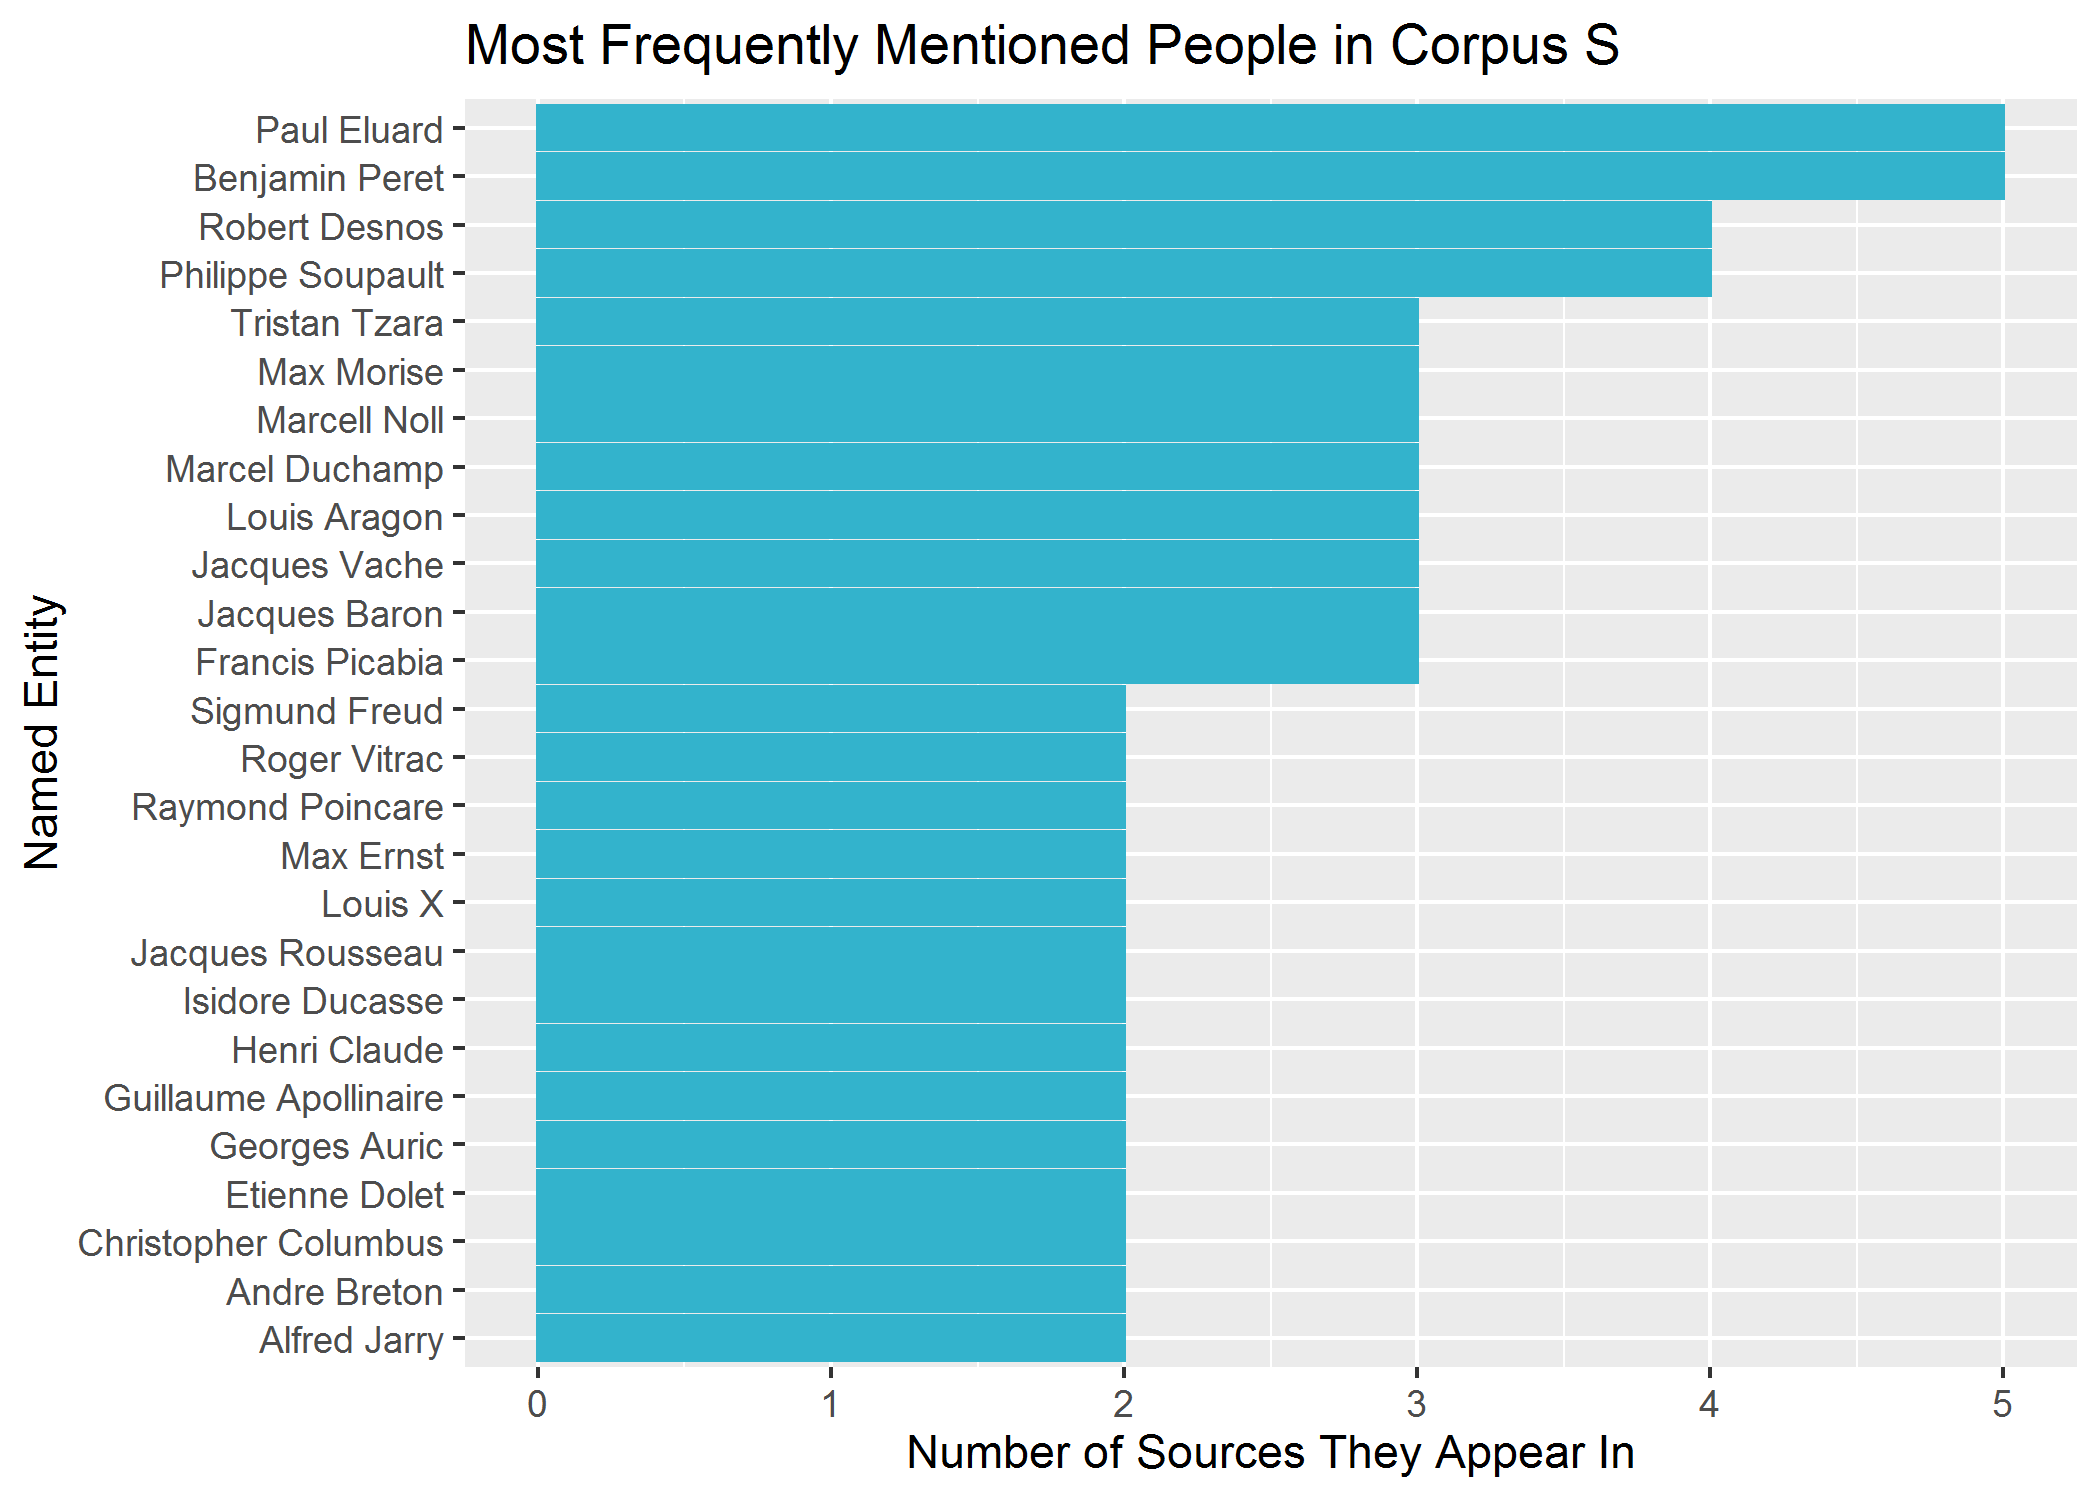 Most Frequently Mentioned People in Corpus S
Paul Eluard
Benjamin Peret
Robert Desnos
Philippe Soupault
Tristan Tzara
Max Morise
Marcell Noll
Marcel Duchamp
Louis Aragon
Jacques Vache
Jacques Baron
Francis Picabia
Sigmund Freud
Roger Vitrac
Raymond Poincare
Max Ernst
Louis X
Jacques Rousseau
Isidore Ducasse
Henri Claude
Guillaume Apollinaire
Georges Auric
Etienne Dolet
Christopher Columbus
Andre Breton
Alfred Jarry
Named Entity
0 1 2 3 4 5
Number of Sources They Appear In